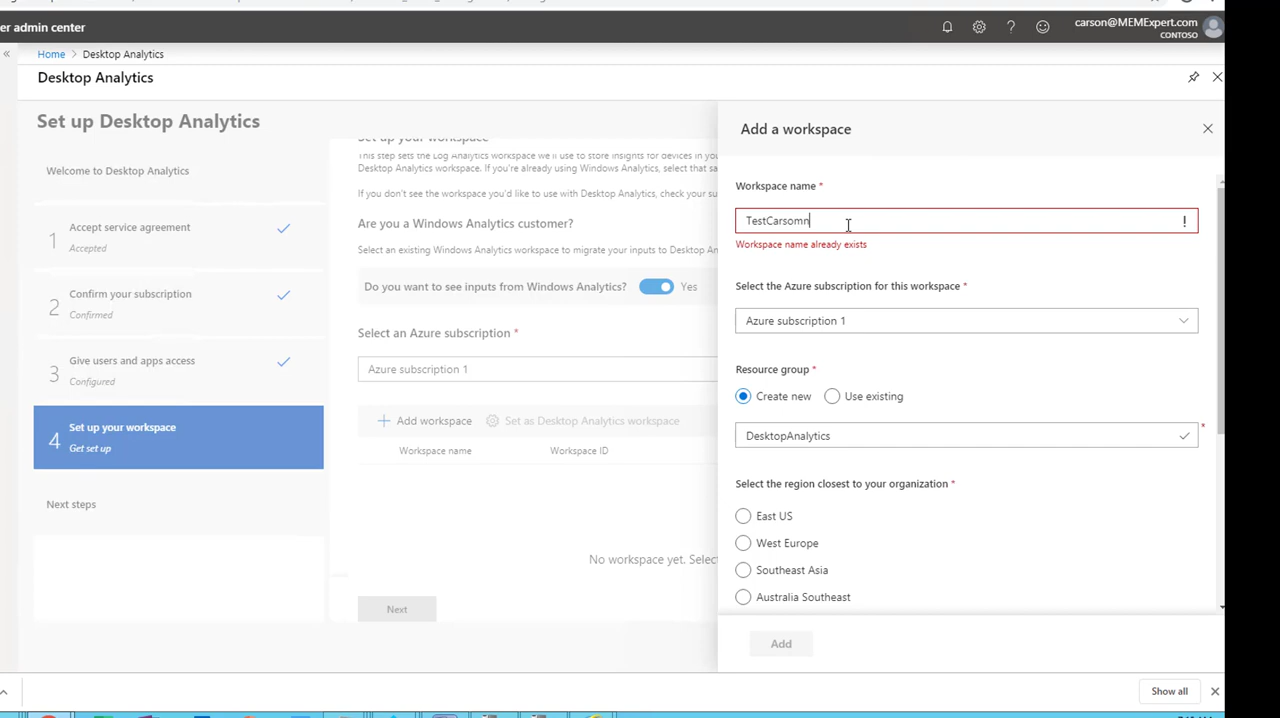 er admin center
carson@MEMExpert.com
CONTOSO
Home > Desktop Analytics
Desktop Analytics
Set up Desktop Analytics
Welcome to Desktop Analytics
1 Accept service agreement
Accepted
2 Confirm your subscription
Confirmed
3 Give users and apps access
Configured
4 Set up your workspace
Get set up
Next steps
Set up your workspace
This step sets the Log Analytics workspace we'll use to store insights for devices in you
Desktop Analytics workspace. If you're already using Windows Analytics, select that sa
If you don't see the workspace you'd like to use with Desktop Analytics, check your su
Are you a Windows Analytics customer?
Select an existing Windows Analytics workspace to migrate your inputs to Desktop A
Do you want to see inputs from Windows Analytics? Yes
Select an Azure subscription *
Azure subscription 1
Add workspace Set as Desktop Analytics workspace
Workspace name Workspace ID
No workspace yet. Selec
Next
Add a workspace
Workspace name *
TestCarsomn
Workspace name already exists
Select the Azure subscription for this workspace *
Azure subscription 1
Resource group *
Create new Use existing
DesktopAnalytics *
Select the region closest to your organization *
East US
West Europe
Southeast Asia
Australia Southeast
Add
Show all